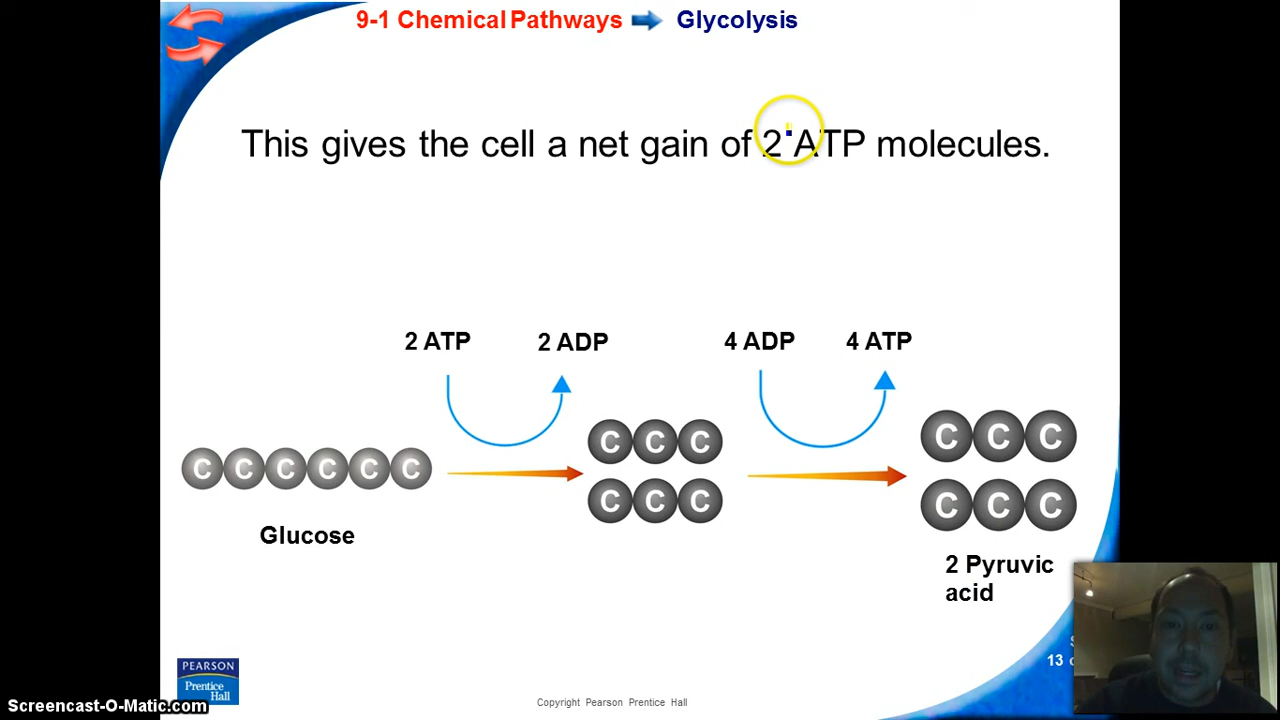 9-1 Chemical Pathways Glycolysis
This gives the cell a net gain of 2 ATP molecules.
2 ATP 2 ADP 4 ADP 4 ATP
C C C C C C
C C C
C C C
C C C
C C C
Glucose
2 Pyruvic
acid
13
PEARSON
Prentice
Hall
Copyright Pearson Prentice Hall
Screencast-O-Matic.com